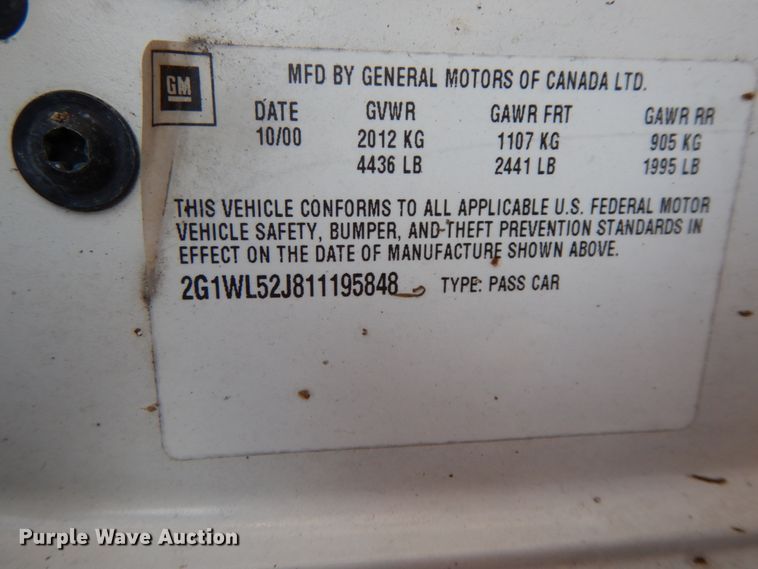 GM
MFD BY GENERAL MOTORS OF CANADA LTD.
DATE GVWR GAWR FRT GAWR RR
10/00 2012 KG 1107 KG 905 KG
4436 LB 2441 LB 1995 LB
THIS VEHICLE CONFORMS TO ALL APPLICABLE U.S. FEDERAL MOTOR
VEHICLE SAFETY, BUMPER, AND THEFT PREVENTION STANDARDS IN
EFFECT ON THE DATE OF MANUFACTURE SHOWN ABOVE.
2G1WL52J811195848 TYPE: PASS CAR
Purple Wave Auction